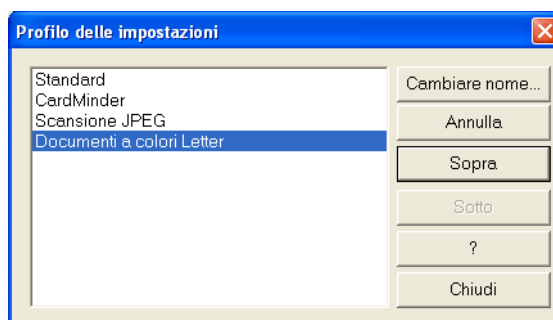 Profilo delle impostazioni
Standard
CardMinder
Scansione JPEG
Documenti a colori Letter
Cambiare nome...
Annulla
Sopra
Sotto
?
Chiudi